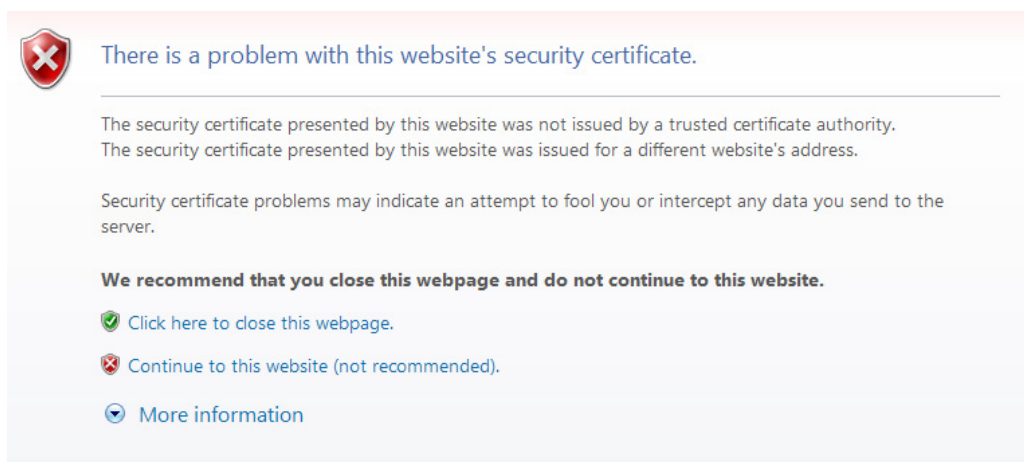 There is a problem with this website's security certificate.
The security certificate presented by this website was not issued by a trusted certificate authority.
The security certificate presented by this website was issued for a different website's address.
Security certificate problems may indicate an attempt to fool you or intercept any data you send to the
server.
We recommend that you close this webpage and do not continue to this website.
Click here to close this webpage.
Continue to this website (not recommended).
More information